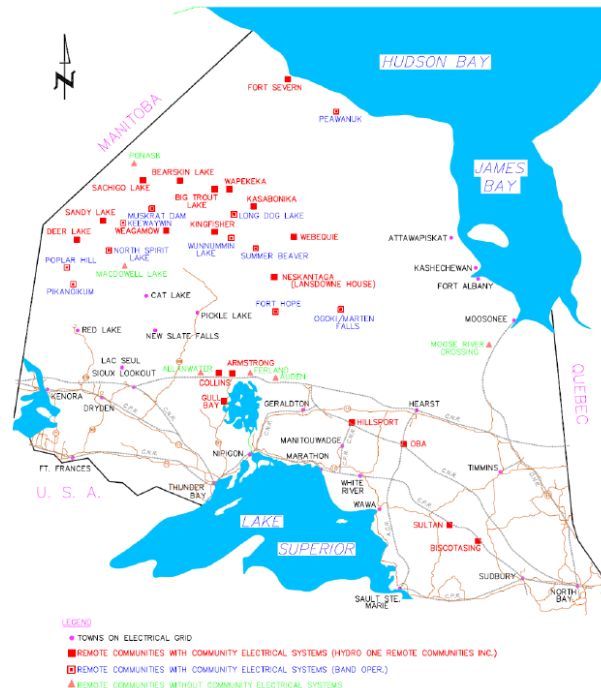 N
HUDSON BAY
FORT SEVERN
PEAWANUK
MANITOBA
JAMES
BAY
PONASK
BEARSKIN LAKE
SACHIGO LAKE
WAPEKEKA
BIG TROUT
LAKE
KASABONIKA
MUSKRAT DAM
SANDY LAKE
KEEWAYWIN
KINGFISHER
LONG DOG LAKE
DEER LAKE
WEAGAMOW
WEBEQUIE
ATTAWAPISKAT
NORTH SPIRIT
LAKE
WUNNUMMIN
LAKE
SUMMER BEAVER
POPLAR HILL
MACDOWELL LAKE
KASHECHEWAN
FORT ALBANY
PIKANGIKUM
NESKANTAGA
(LANSDOWNE HOUSE)
CAT LAKE
PICKLE LAKE
FORT HOPE
OGOKI/MARTEN
FALLS
MOOSONEE
RED LAKE
NEW SLATE FALLS
MOOSE RIVER
CROSSING
LAC SEUL
SIOUX LOOKOUT
ALLANWATER
ARMSTRONG
FERLAND
AUDEN
COLLINS
QUEBEC
KENORA
DRYDEN
GULL
BAY
GERALDTON
HEARST
HILLSPORT
MANITOUWADGE
OBA
FT. FRANCES
NIPIGON
MARATHON
TIMMINS
U. S. A.
THUNDER
BAY
WHITE
RIVER
WAWA
LAKE
SUPERIOR
SULTAN
BISCOTASING
SUDBURY
NORTH
BAY
SAULT STE.
MARIE
C.N.R.
C.P.R.
A.C.R.
LEGEND
TOWNS ON ELECTRICAL GRID
REMOTE COMMUNITIES WITH COMMUNITY ELECTRICAL SYSTEMS (HYDRO ONE REMOTE COMMUNITIES INC.)
REMOTE COMMUNITIES WITH COMMUNITY ELECTRICAL SYSTEMS (BAND OPER.)
REMOTE COMMUNITIES WITHOUT COMMUNITY ELECTRICAL SYSTEMS